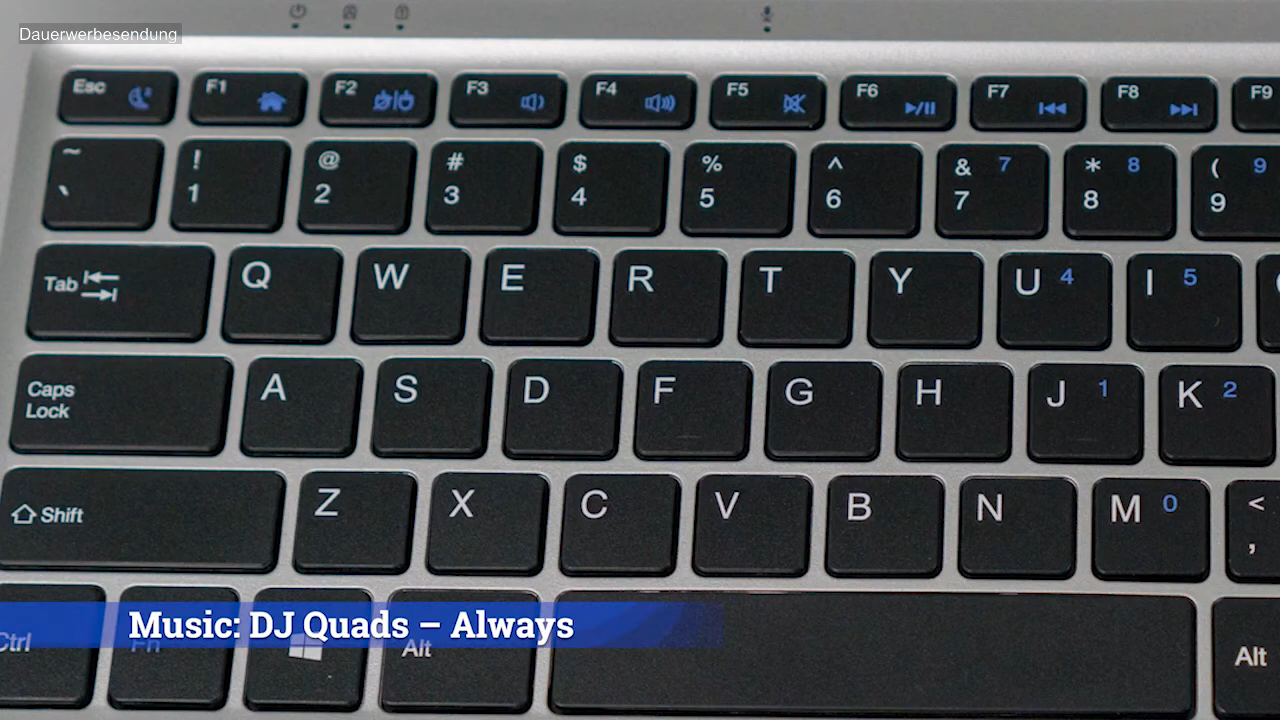 Dauerwerbesendung
Esc F1 F2 F3 F4 F5 F6 F7 F8 F9
~ ! @ # $ % ^ & 7 * 8 ( 9
` 1 2 3 4 5 6 7 8 9
Tab Q W E R T Y U 4 I 5
Caps Lock A S D F G H J 1 K 2
Shift Z X C V B N M 0 < ,
Ctrl Fn Alt Alt
Music: DJ Quads – Always